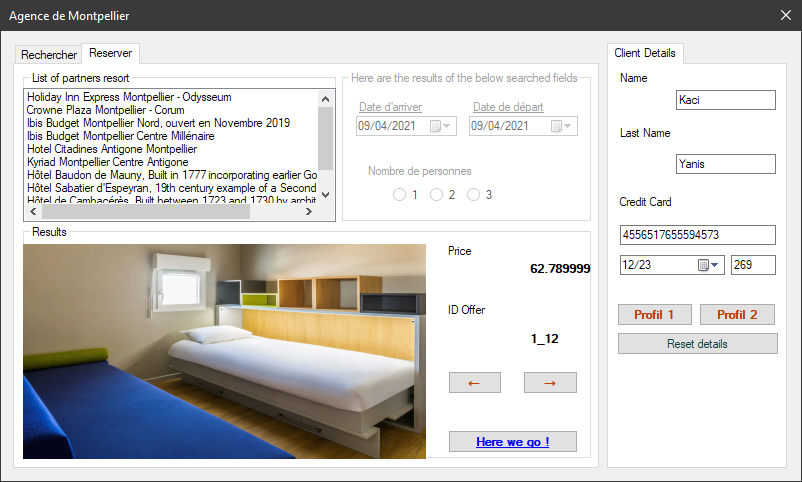 Agence de Montpellier
Rechercher
Reserver
List of partners resort
Holiday Inn Express Montpellier - Odysseum
Crowne Plaza Montpellier - Corum
Ibis Budget Montpellier Nord, ouvert en Novembre 2019
Ibis Budget Montpellier Centre Millénaire
Hotel Citadines Antigone Montpellier
Kyriad Montpellier Centre Antigone
Hôtel Baudon de Mauny, Built in 1777 incorporating earlier Go
Hôtel Sabatier d'Espeyran, 19th century example of a Second
Hôtel de Cambacérès, Built between 1723 and 1730 by archit
Here are the results of the below searched fields
Date d'arriver
Date de départ
09/04/2021
09/04/2021
Nombre de personnes
1
2
3
Results
Price
62.789999
ID Offer
1_12
←
→
Here we go !
Client Details
Name
Kaci
Last Name
Yanis
Credit Card
4556517655594573
12/23
269
Profil 1
Profil 2
Reset details